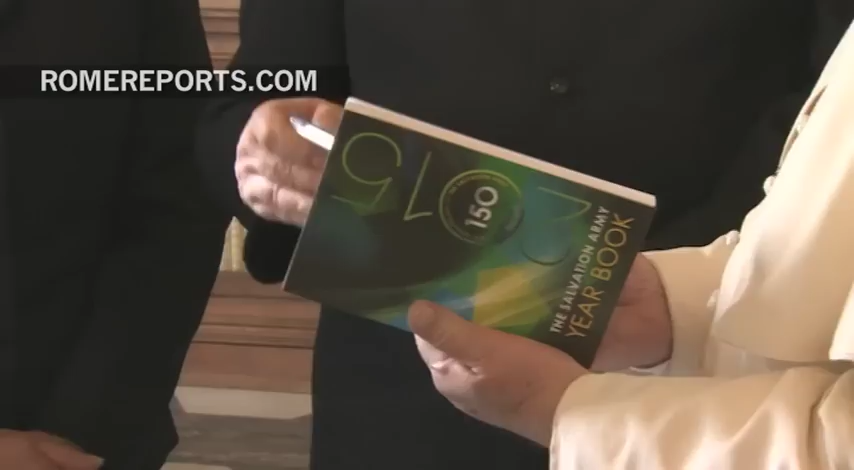 ROMEREPORTS.COM
2015
150
THE SALVATION ARMY
YEAR BOOK